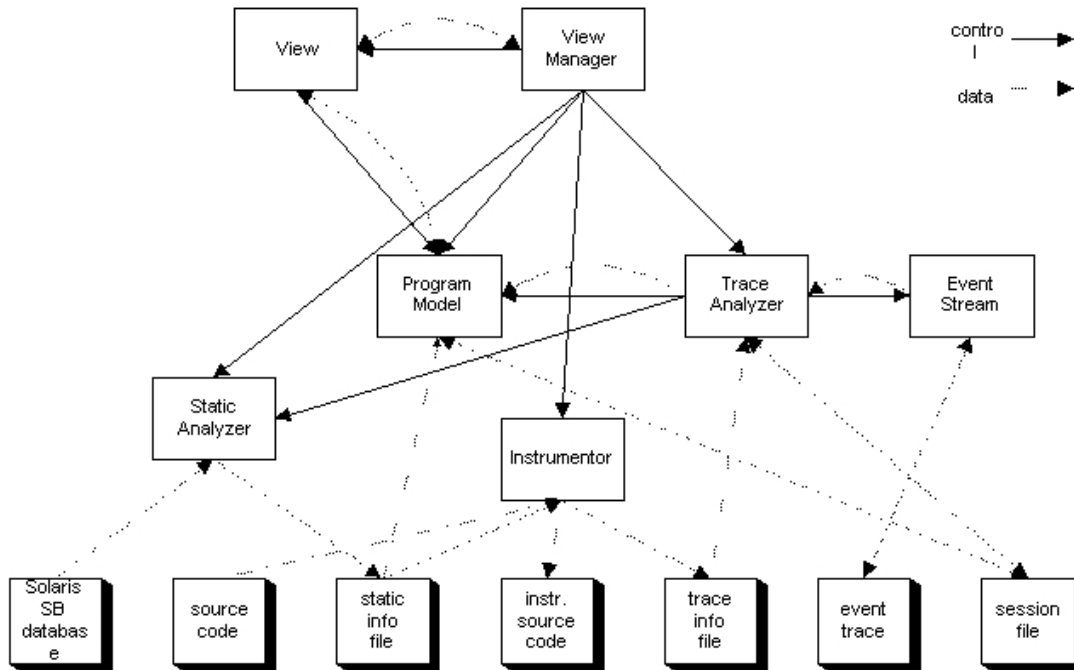 View
View
Manager
contro
l
data
Program
Model
Trace
Analyzer
Event
Stream
Static
Analyzer
Instrumentor
Solaris
SB
databas
e
source
code
static
info
file
instr.
source
code
trace
info
file
event
trace
session
file